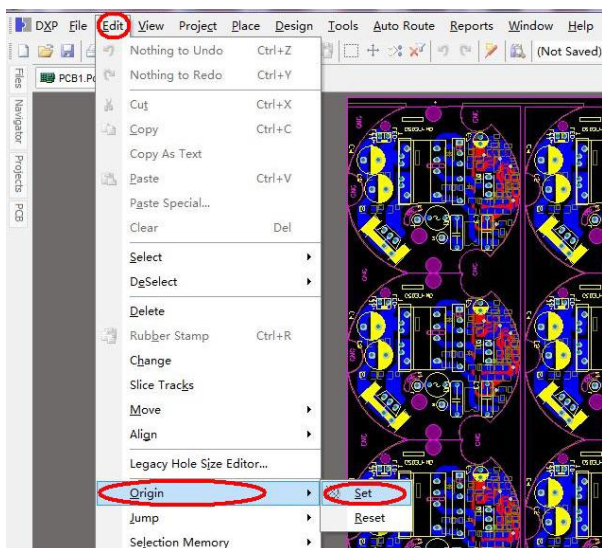 DXP File Edit View Project Place Design Tools Auto Route Reports Window Help
(Not Saved)
PCB1.Pc
Files
Navigator
Projects
PCB
Nothing to Undo Ctrl+Z
Nothing to Redo Ctrl+Y
Cut Ctrl+X
Copy Ctrl+C
Copy As Text
Paste Ctrl+V
Paste Special...
Clear Del
Select
DeSelect
Delete
Rubber Stamp Ctrl+R
Change
Slice Tracks
Move
Align
Legacy Hole Size Editor...
Origin
Set
Jump
Reset
Selection Memory